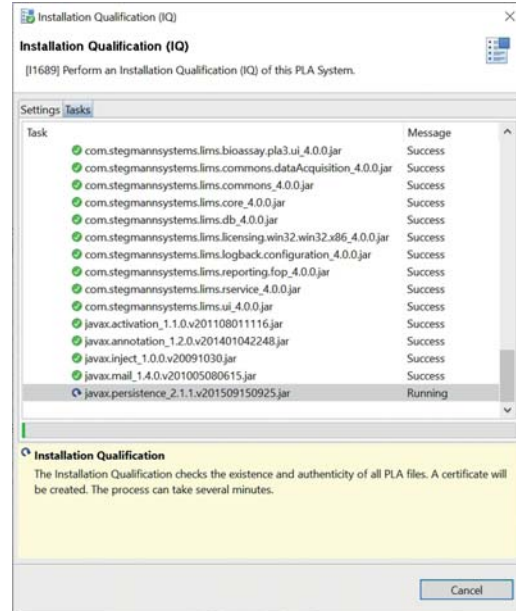 Installation Qualification (IQ)
Installation Qualification (IQ)
[I1689] Perform an Installation Qualification (IQ) of this PLA System.
Settings Tasks
Task Message
com.stegmannsystems.lims.bioassay.pla3.ui_4.0.0.jar Success
com.stegmannsystems.lims.commons.dataAcquisition_4.0.0.jar Success
com.stegmannsystems.lims.commons_4.0.0.jar Success
com.stegmannsystems.lims.core_4.0.0.jar Success
com.stegmannsystems.lims.db_4.0.0.jar Success
com.stegmannsystems.lims.licensing.win32.win32.x86_4.0.0.jar Success
com.stegmannsystems.lims.logback.configuration_4.0.0.jar Success
com.stegmannsystems.lims.reporting.fop_4.0.0.jar Success
com.stegmannsystems.lims.rservice_4.0.0.jar Success
com.stegmannsystems.lims.ui_4.0.0.jar Success
javax.activation_1.1.0.v201108011116.jar Success
javax.annotation_1.2.0.v201401042248.jar Success
javax.inject_1.0.0.v20091030.jar Success
javax.mail_1.4.0.v201005080615.jar Success
javax.persistence_2.1.1.v201509150925.jar Running
Installation Qualification
The Installation Qualification checks the existence and authenticity of all PLA files. A certificate will
be created. The process can take several minutes.
Cancel